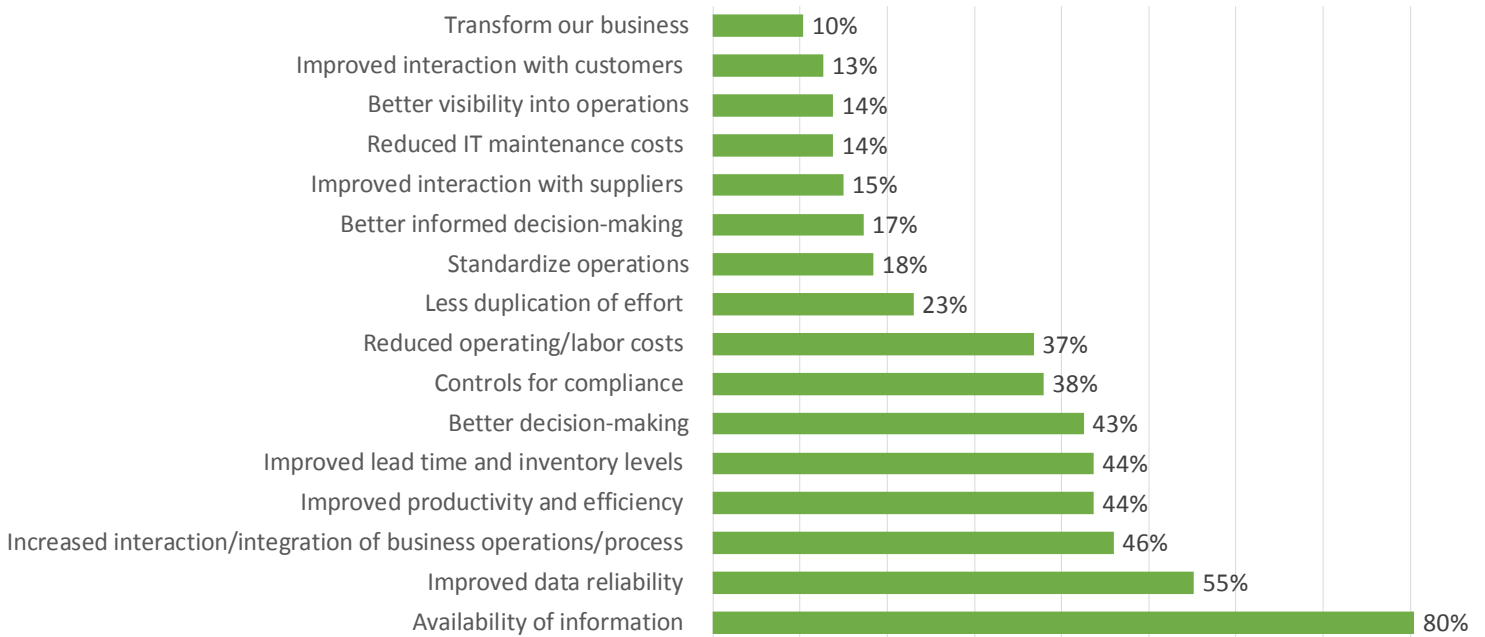 Transform our business 10%
Improved interaction with customers 13%
Better visibility into operations 14%
Reduced IT maintenance costs 14%
Improved interaction with suppliers 15%
Better informed decision-making 17%
Standardize operations 18%
Less duplication of effort 23%
Reduced operating/labor costs 37%
Controls for compliance 38%
Better decision-making 43%
Improved lead time and inventory levels 44%
Improved productivity and efficiency 44%
Increased interaction/integration of business operations/process 46%
Improved data reliability 55%
Availability of information 80%